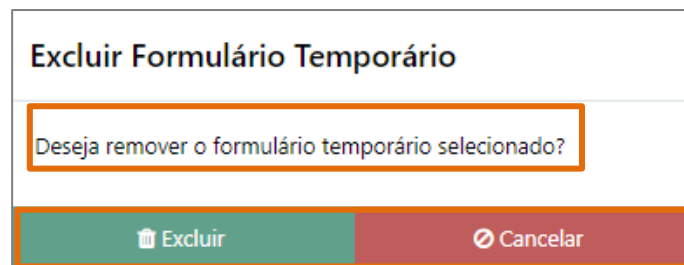 Excluir Formulário Temporário
Deseja remover o formulário temporário selecionado?
Excluir
Cancelar